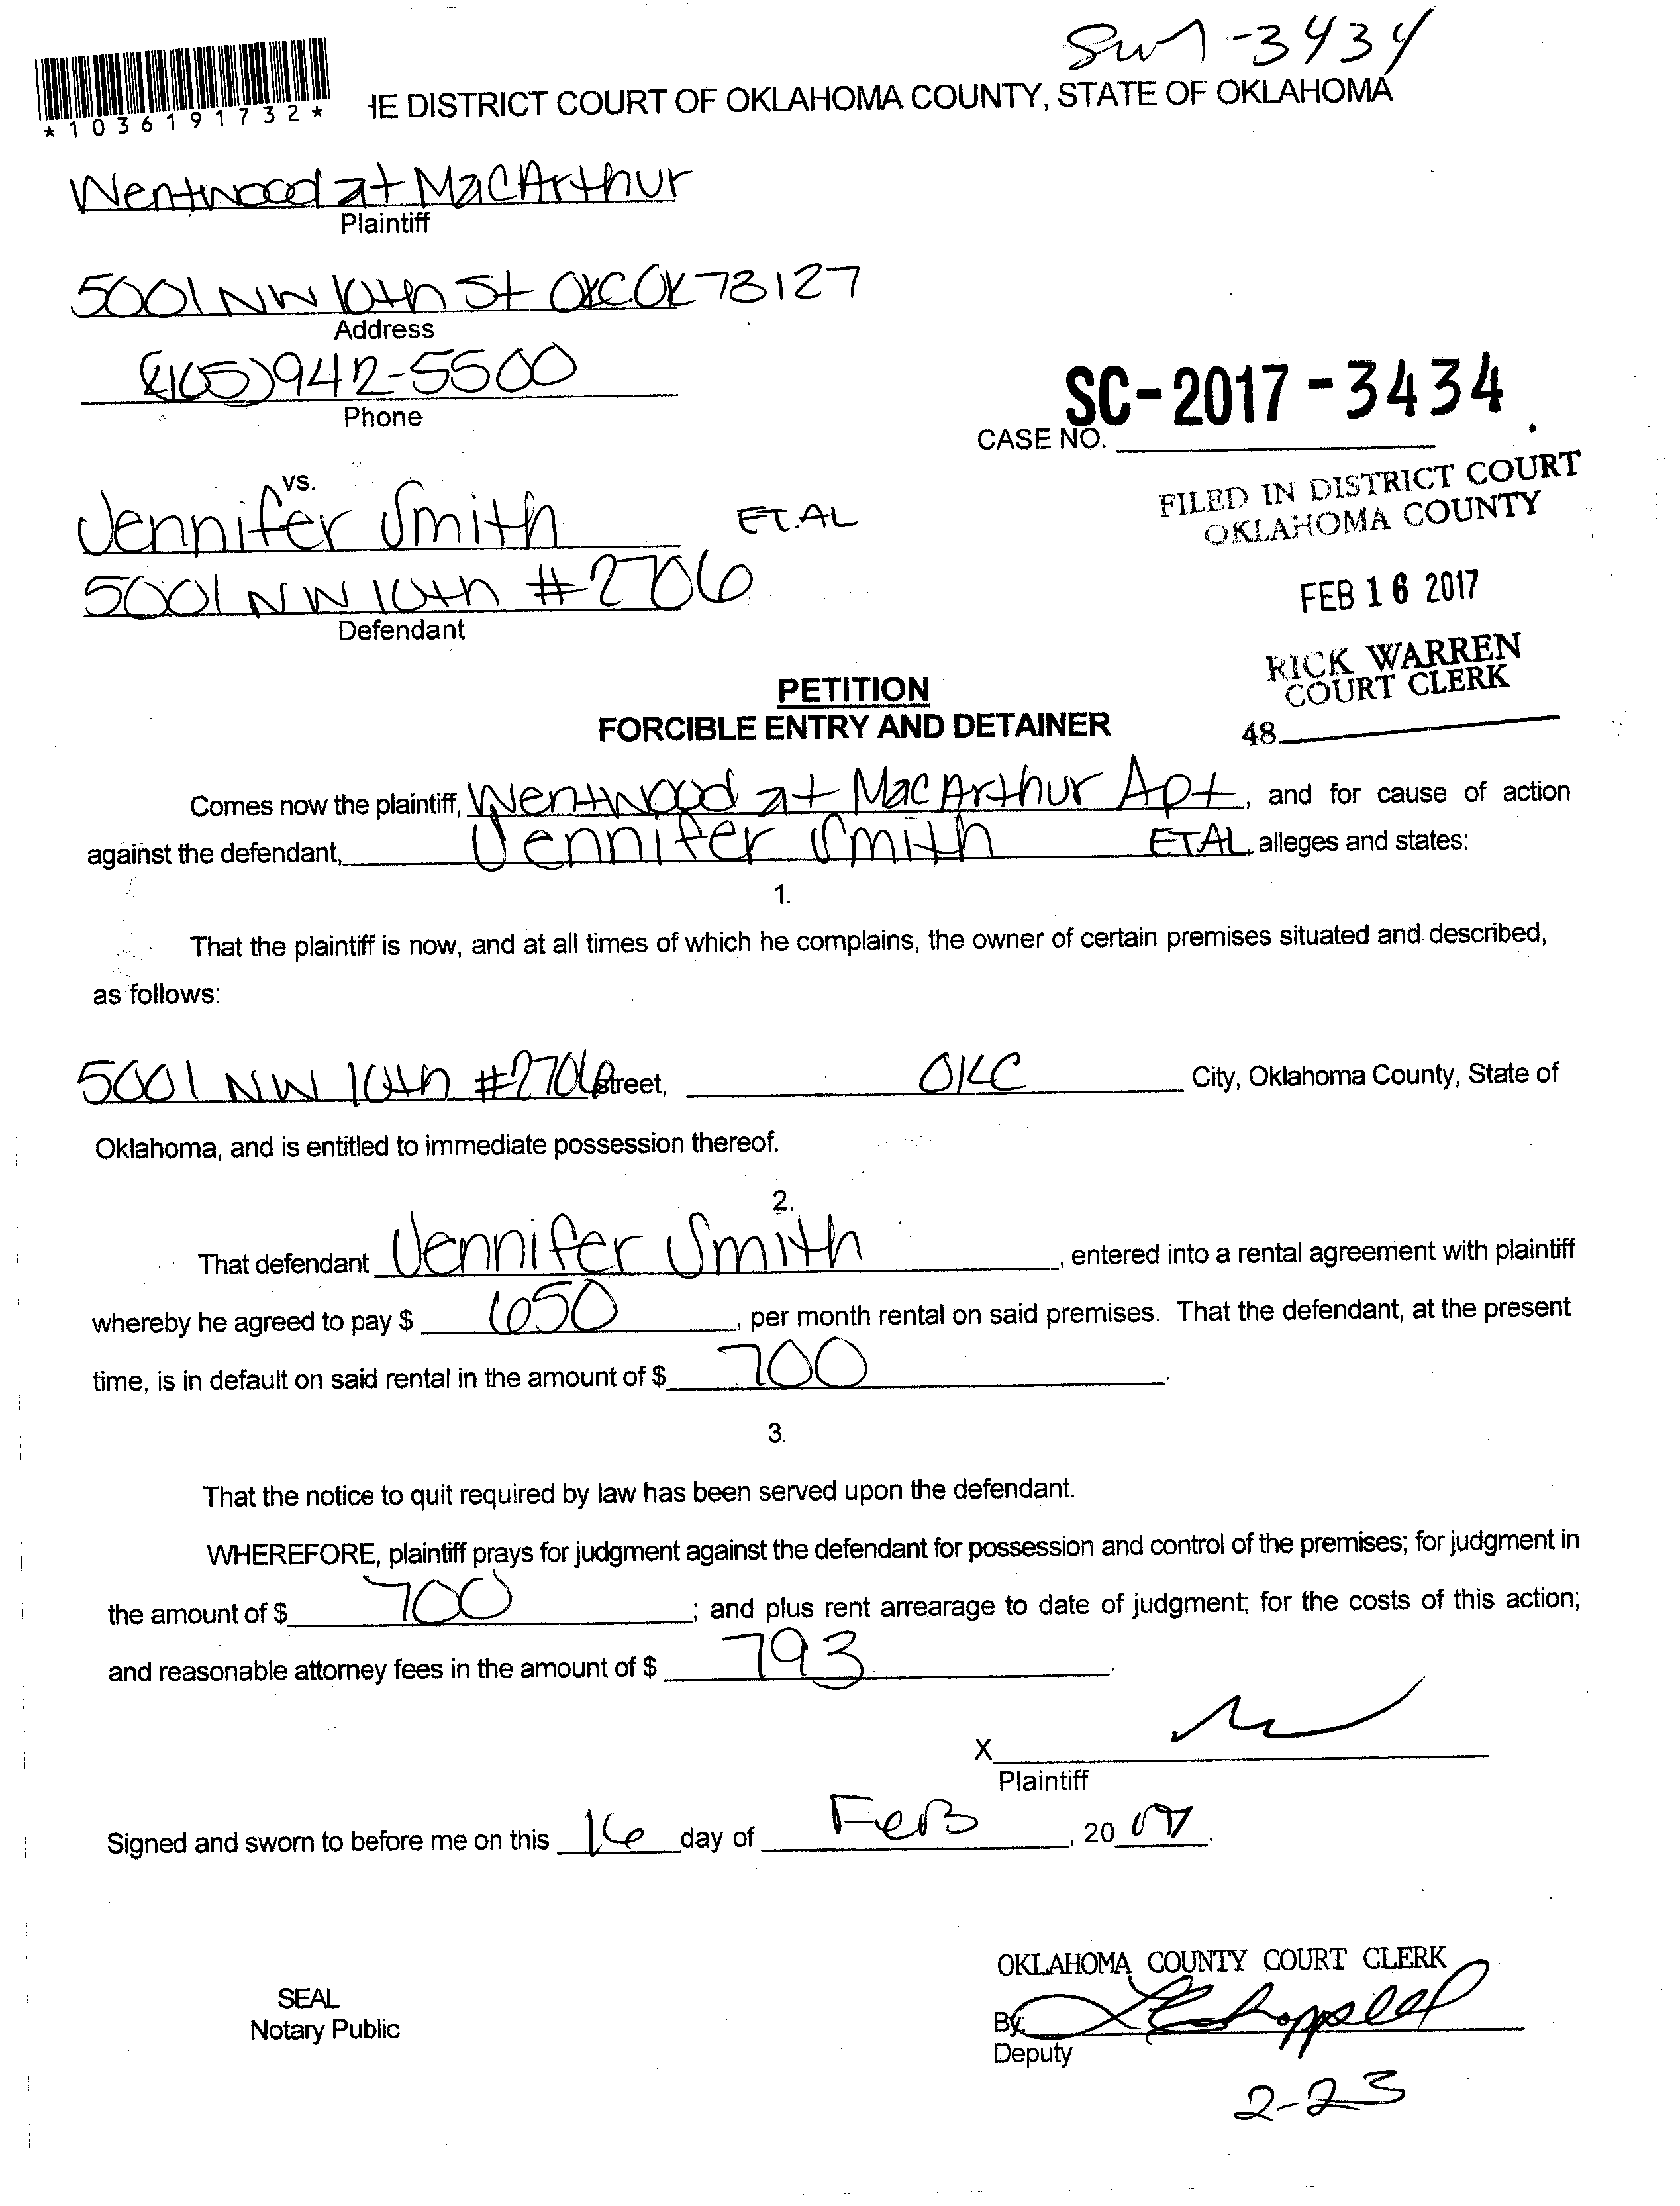 SM-3434
*1036191732*
HE DISTRICT COURT OF OKLAHOMA COUNTY, STATE OF OKLAHOMA
Wentwood at MacArthur
Plaintiff
5001 NW 10th St OKC.OK 73127
Address
(405)942-5500
Phone
SC-2017-3434
CASE NO.
vs.
Jennifer Smith ET.AL
5001 NW 10th #2706
Defendant
FILED IN DISTRICT COURT
OKLAHOMA COUNTY
FEB 16 2017
RICK WARREN
COURT CLERK
48
PETITION
FORCIBLE ENTRY AND DETAINER
Comes now the plaintiff, Wentwood at MacArthur Apt, and for cause of action
against the defendant, Jennifer Smith ETAL, alleges and states:
1.
That the plaintiff is now, and at all times of which he complains, the owner of certain premises situated and described,
as follows:
5001 NW 10th #2706 Street, OKC City, Oklahoma County, State of
Oklahoma, and is entitled to immediate possession thereof.
2.
That defendant Jennifer Smith, entered into a rental agreement with plaintiff
whereby he agreed to pay $ 650, per month rental on said premises. That the defendant, at the present
time, is in default on said rental in the amount of $ 700.
3.
That the notice to quit required by law has been served upon the defendant.
WHEREFORE, plaintiff prays for judgment against the defendant for possession and control of the premises; for judgment in
the amount of $ 700; and plus rent arrearage to date of judgment; for the costs of this action;
and reasonable attorney fees in the amount of $ 793.
X
Plaintiff
Signed and sworn to before me on this 16 day of Feb, 2017.
OKLAHOMA COUNTY COURT CLERK
SEAL
Notary Public
By:
Deputy
2-23